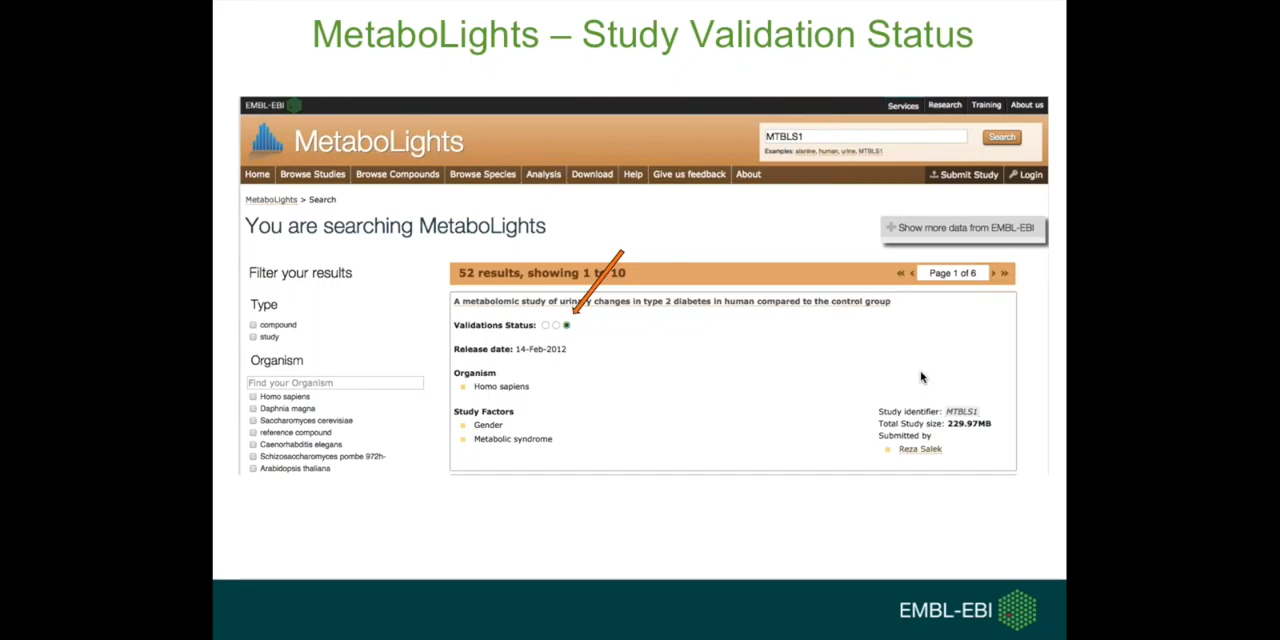 MetaboLights – Study Validation Status
EMBL-EBI
Services Research Training About us
MetaboLights
MTBLS1
Search
Examples: alanine, human, urine, MTBLS1
Home Browse Studies Browse Compounds Browse Species Analysis Download Help Give us feedback About Submit Study Login
MetaboLights > Search
You are searching MetaboLights
Show more data from EMBL-EBI
Filter your results
Type
compound
study
Organism
Find your Organism
Homo sapiens
Daphnia magna
Saccharomyces cerevisiae
reference compound
Caenorhabditis elegans
Schizosaccharomyces pombe 972h-
Arabidopsis thaliana
52 results, showing 1 to 10
« ‹ Page 1 of 6 › »
A metabolomic study of urinary changes in type 2 diabetes in human compared to the control group
Validations Status:
Release date: 14-Feb-2012
Organism
Homo sapiens
Study Factors
Gender
Metabolic syndrome
Study identifier: MTBLS1
Total Study size: 229.97MB
Submitted by
Reza Salek
EMBL-EBI